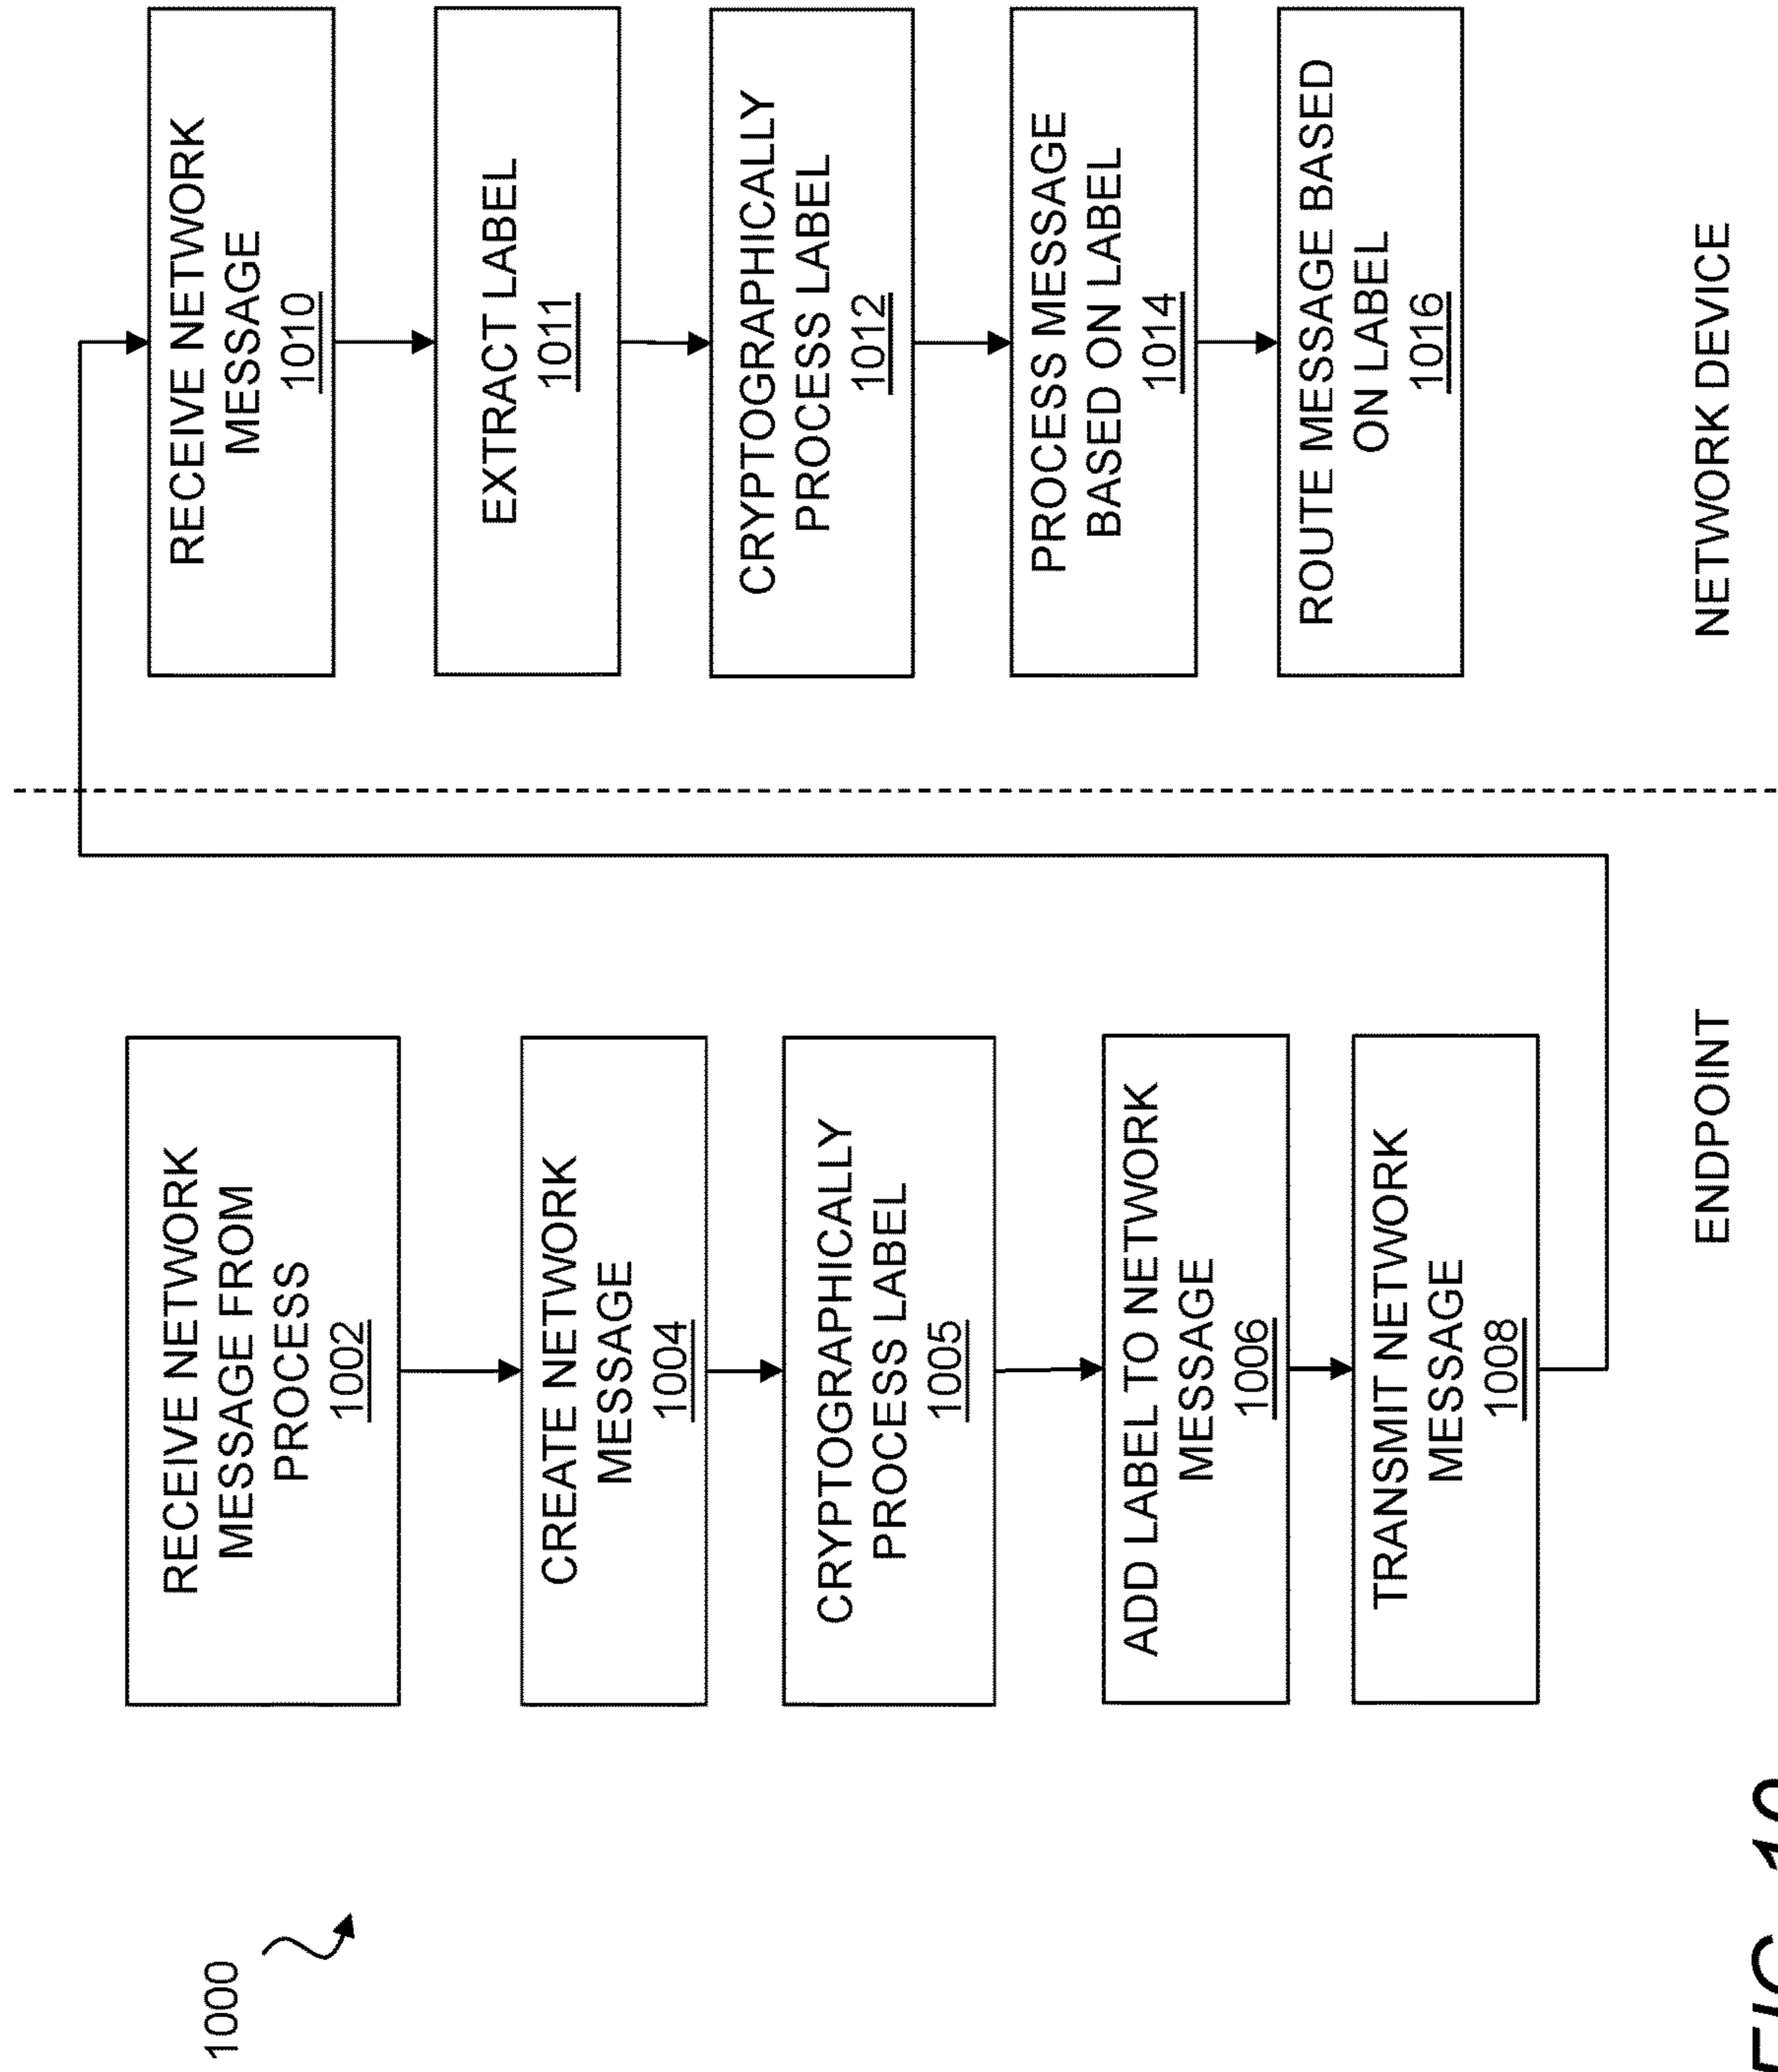 1000
RECEIVE NETWORK
MESSAGE FROM
PROCESS
1002
CREATE NETWORK
MESSAGE
1004
CRYPTOGRAPHICALLY
PROCESS LABEL
1005
ADD LABEL TO NETWORK
MESSAGE
1006
TRANSMIT NETWORK
MESSAGE
1008
ENDPOINT
RECEIVE NETWORK
MESSAGE
1010
EXTRACT LABEL
1011
CRYPTOGRAPHICALLY
PROCESS LABEL
1012
PROCESS MESSAGE
BASED ON LABEL
1014
ROUTE MESSAGE BASED
ON LABEL
1016
NETWORK DEVICE
FIG. 10